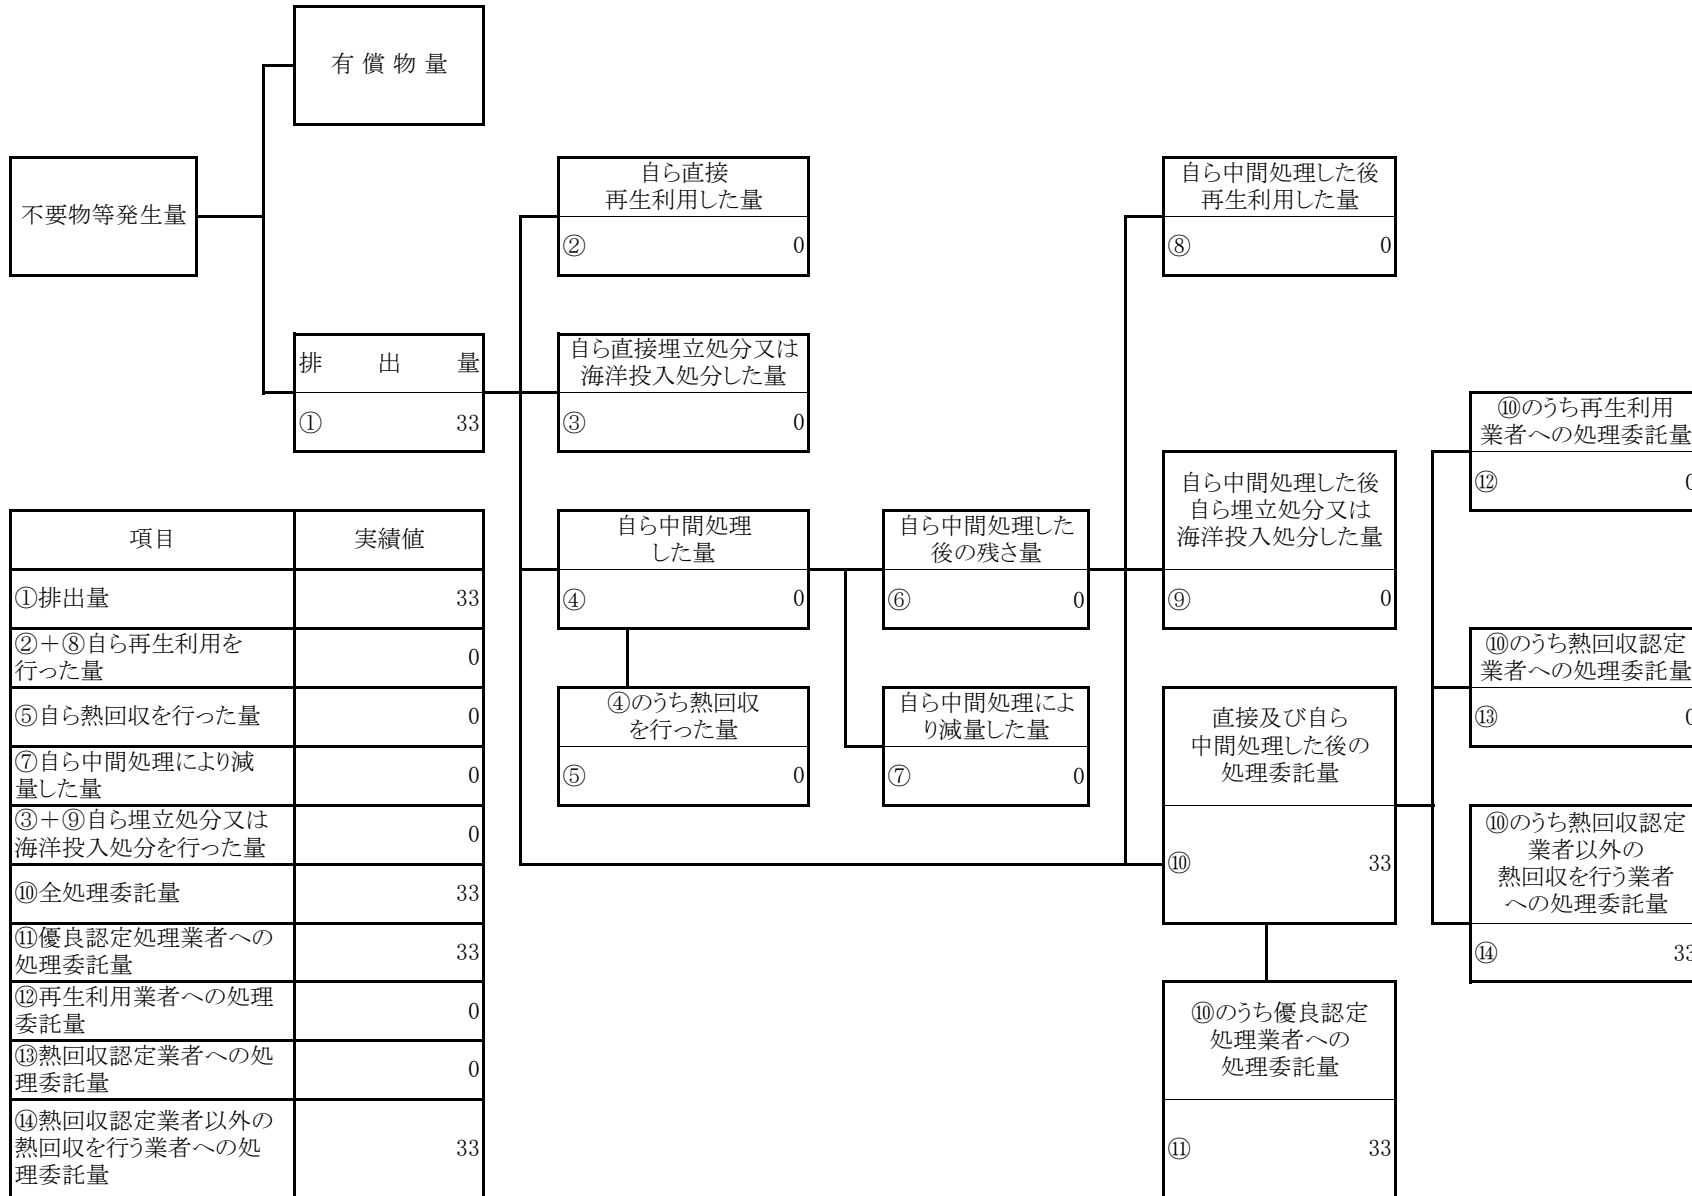 有 償 物 量
不要物等発生量
自ら直接
再生利用した量
② 0
自ら中間処理した後
再生利用した量
⑧ 0
排 出 量
① 33
自ら直接埋立処分又は
海洋投入処分した量
③ 0
自ら中間処理
した量
④ 0
自ら中間処理した
後の残さ量
⑥ 0
自ら中間処理した後
自ら埋立処分又は
海洋投入処分した量
⑨ 0
④のうち熱回収
を行った量
⑤ 0
自ら中間処理によ
り減量した量
⑦ 0
直接及び自ら
中間処理した後の
処理委託量
⑩ 33
⑩のうち優良認定
処理業者への
処理委託量
⑪ 33
⑩のうち再生利用
業者への処理委託量
⑫ 0
⑩のうち熱回収認定
業者への処理委託量
⑬ 0
⑩のうち熱回収認定
業者以外の
熱回収を行う業者
への処理委託量
⑭ 33
項目 実績値
①排出量 33
②+⑧自ら再生利用を
行った量 0
⑤自ら熱回収を行った量 0
⑦自ら中間処理により減
量した量 0
③+⑨自ら埋立処分又は
海洋投入処分を行った量 0
⑩全処理委託量 33
⑪優良認定処理業者への
処理委託量 33
⑫再生利用業者への処理
委託量 0
⑬熱回収認定業者への処
理委託量 0
⑭熱回収認定業者以外の
熱回収を行う業者への処
理委託量 33